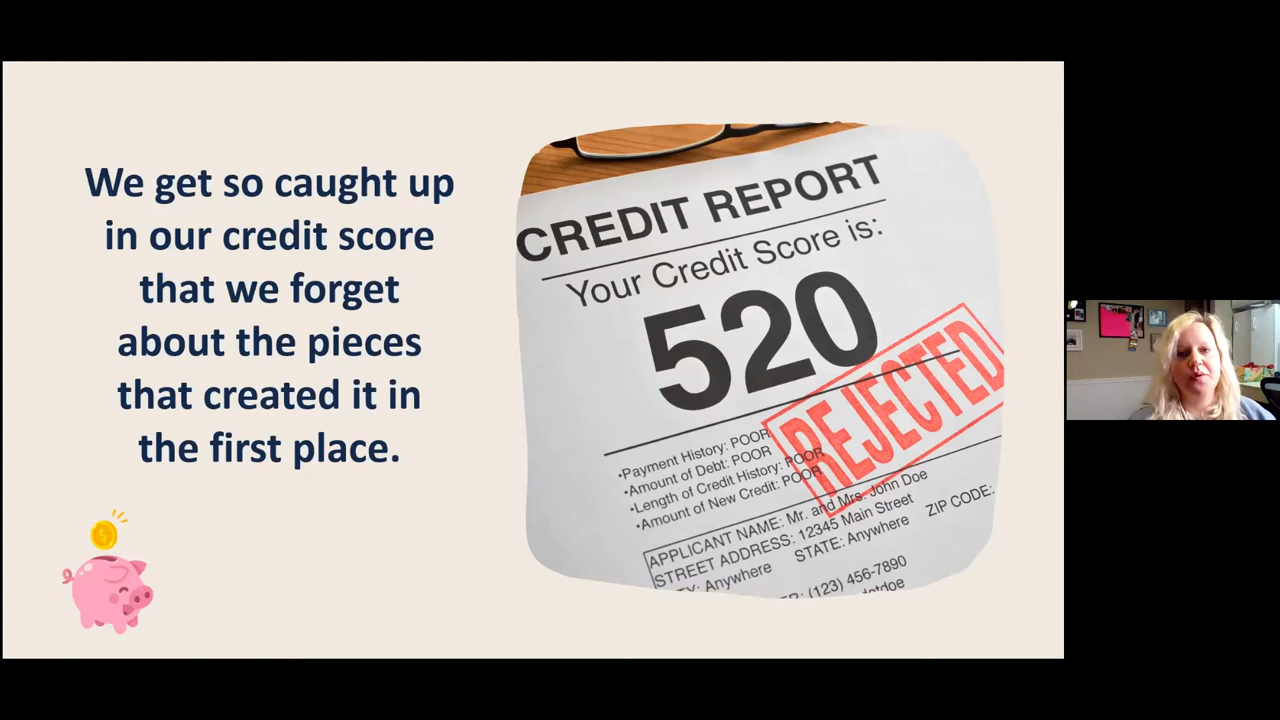 We get so caught up
in our credit score
that we forget
about the pieces
that created it in
the first place.
CREDIT REPORT
Your Credit Score is:
520
REJECTED
•Payment History: POOR
•Amount of Debt: POOR
•Length of Credit History: POOR
•Amount of New Credit: POOR
APPLICANT NAME: Mr. and Mrs. John Doe
STREET ADDRESS: 12345 Main Street
Anywhere STATE: Anywhere ZIP CODE:
(123) 456-7890
$